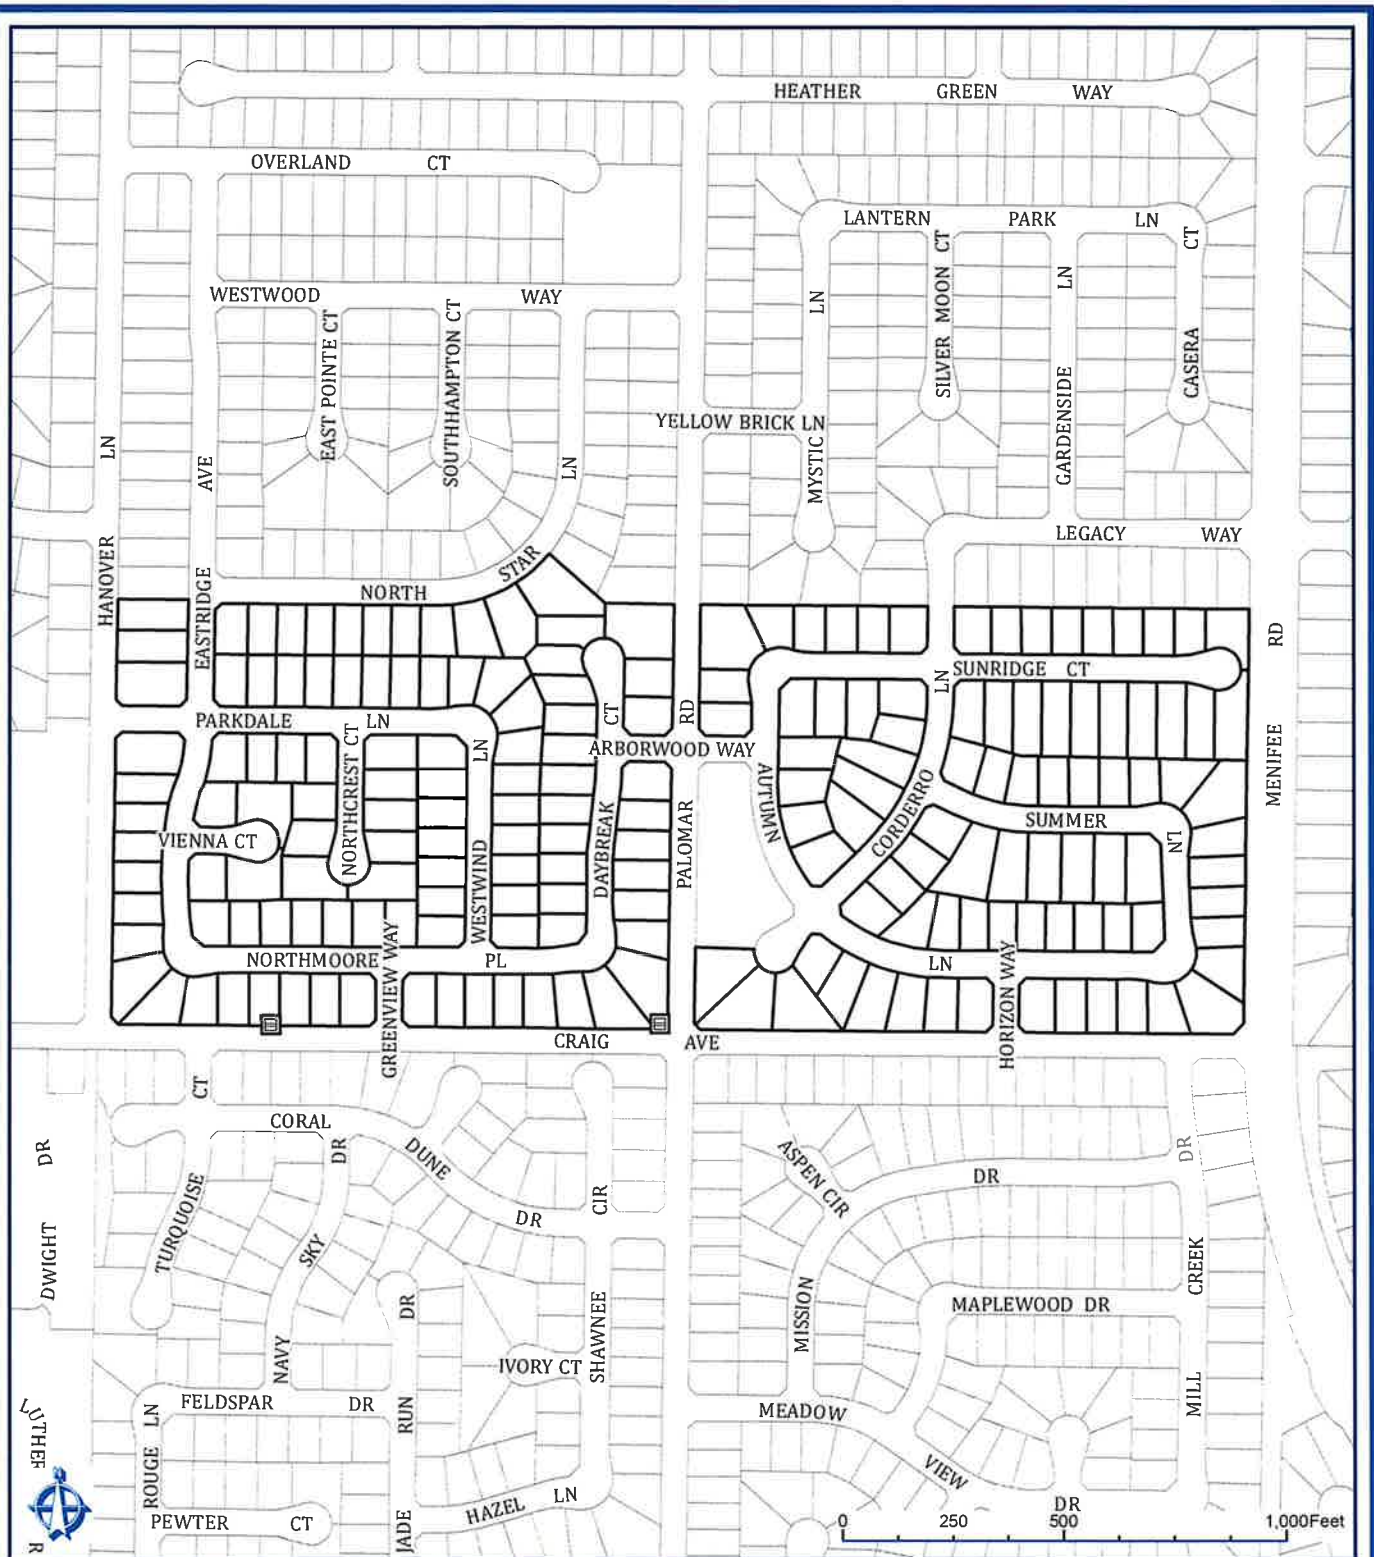 HEATHER GREEN WAY
OVERLAND CT
LANTERN PARK LN
CT
SILVER MOON CT
LN
LN
WESTWOOD WAY
EAST POINTE CT
SOUTHHAMPTON CT
CASERA
GARDENSIDE
YELLOW BRICK LN
LN
AVE
LN
MYSTIC
LEGACY WAY
HANOVER
STAR
NORTH
EASTRIDGE
RD
SUNRIDGE CT
LN
PARKDALE LN
CT
RD
NORTHCREST CT
LN
ARBORWOOD WAY
MENIFEE
AUTUMN
CORDERRO
SUMMER
LN
VIENNA CT
DAYBREAK
PALOMAR
WESTWIND
NORTHMOORE PL
GREENVIEW WAY
LN
HORIZON WAY
CRAIG AVE
CT
CORAL
DR
DUNE
DR
DR
ASPEN CIR
DR
DR
TURQUOISE
CIR
DWIGHT
SKY
CREEK
DR
MISSION
MAPLEWOOD DR
SHAWNEE
NAVY
IVORY CT
FELDSPAR DR
LN
RUN
MEADOW
MILL
ROUGE
VIEW
HAZEL LN
DR
PEWTER CT
JADE
0 250 500 1,000Feet